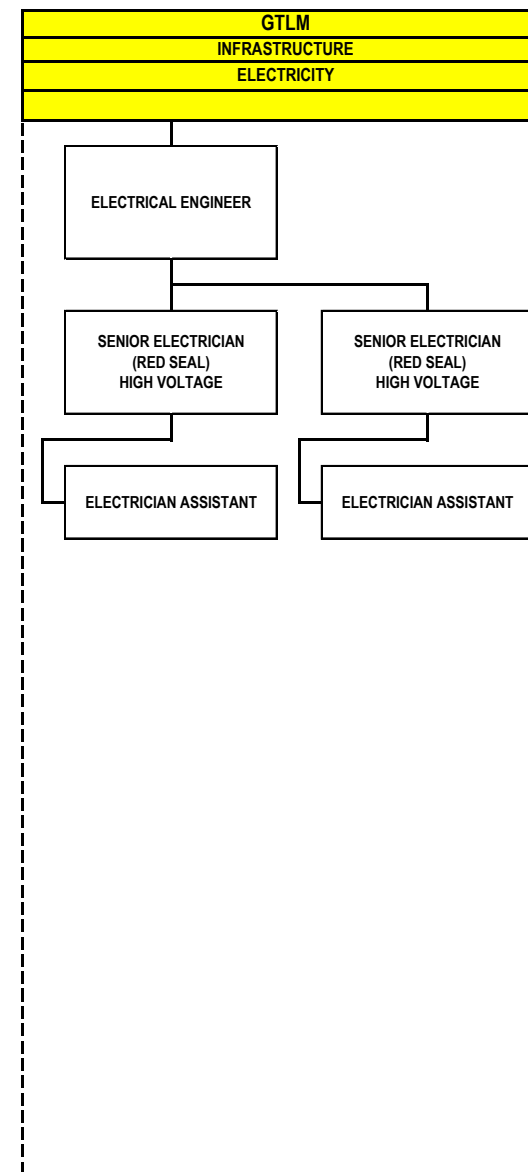 GTLM
INFRASTRUCTURE
ELECTRICITY
ELECTRICAL ENGINEER
SENIOR ELECTRICIAN
(RED SEAL)
HIGH VOLTAGE
SENIOR ELECTRICIAN
(RED SEAL)
HIGH VOLTAGE
ELECTRICIAN ASSISTANT
ELECTRICIAN ASSISTANT